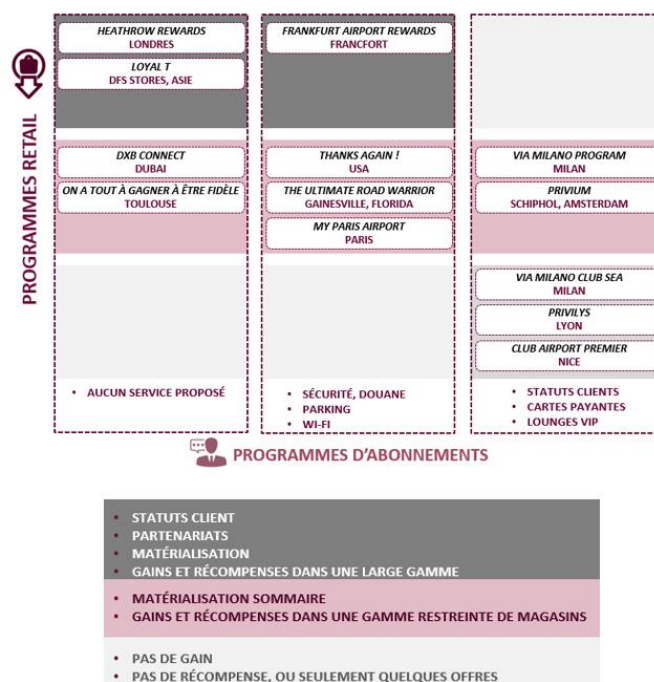 PROGRAMMES RETAIL
HEATHROW REWARDS
LONDRES
LOYAL T
DFS STORES, ASIE
DXB CONNECT
DUBAI
ON A TOUT À GAGNER À ÊTRE FIDÈLE
TOULOUSE
• AUCUN SERVICE PROPOSÉ
FRANKFURT AIRPORT REWARDS
FRANCFORT
THANKS AGAIN !
USA
THE ULTIMATE ROAD WARRIOR
GAINESVILLE, FLORIDA
MY PARIS AIRPORT
PARIS
• SÉCURITÉ, DOUANE
• PARKING
• WI-FI
VIA MILANO PROGRAM
MILAN
PRIVIUM
SCHIPHOL, AMSTERDAM
VIA MILANO CLUB SEA
MILAN
PRIVILYS
LYON
CLUB AIRPORT PREMIER
NICE
• STATUTS CLIENTS
• CARTES PAYANTES
• LOUNGES VIP
PROGRAMMES D'ABONNEMENTS
• STATUTS CLIENT
• PARTENARIATS
• MATÉRIALISATION
• GAINS ET RÉCOMPENSES DANS UNE LARGE GAMME
• MATÉRIALISATION SOMMAIRE
• GAINS ET RÉCOMPENSES DANS UNE GAMME RESTREINTE DE MAGASINS
• PAS DE GAIN
• PAS DE RÉCOMPENSE, OU SEULEMENT QUELQUES OFFRES